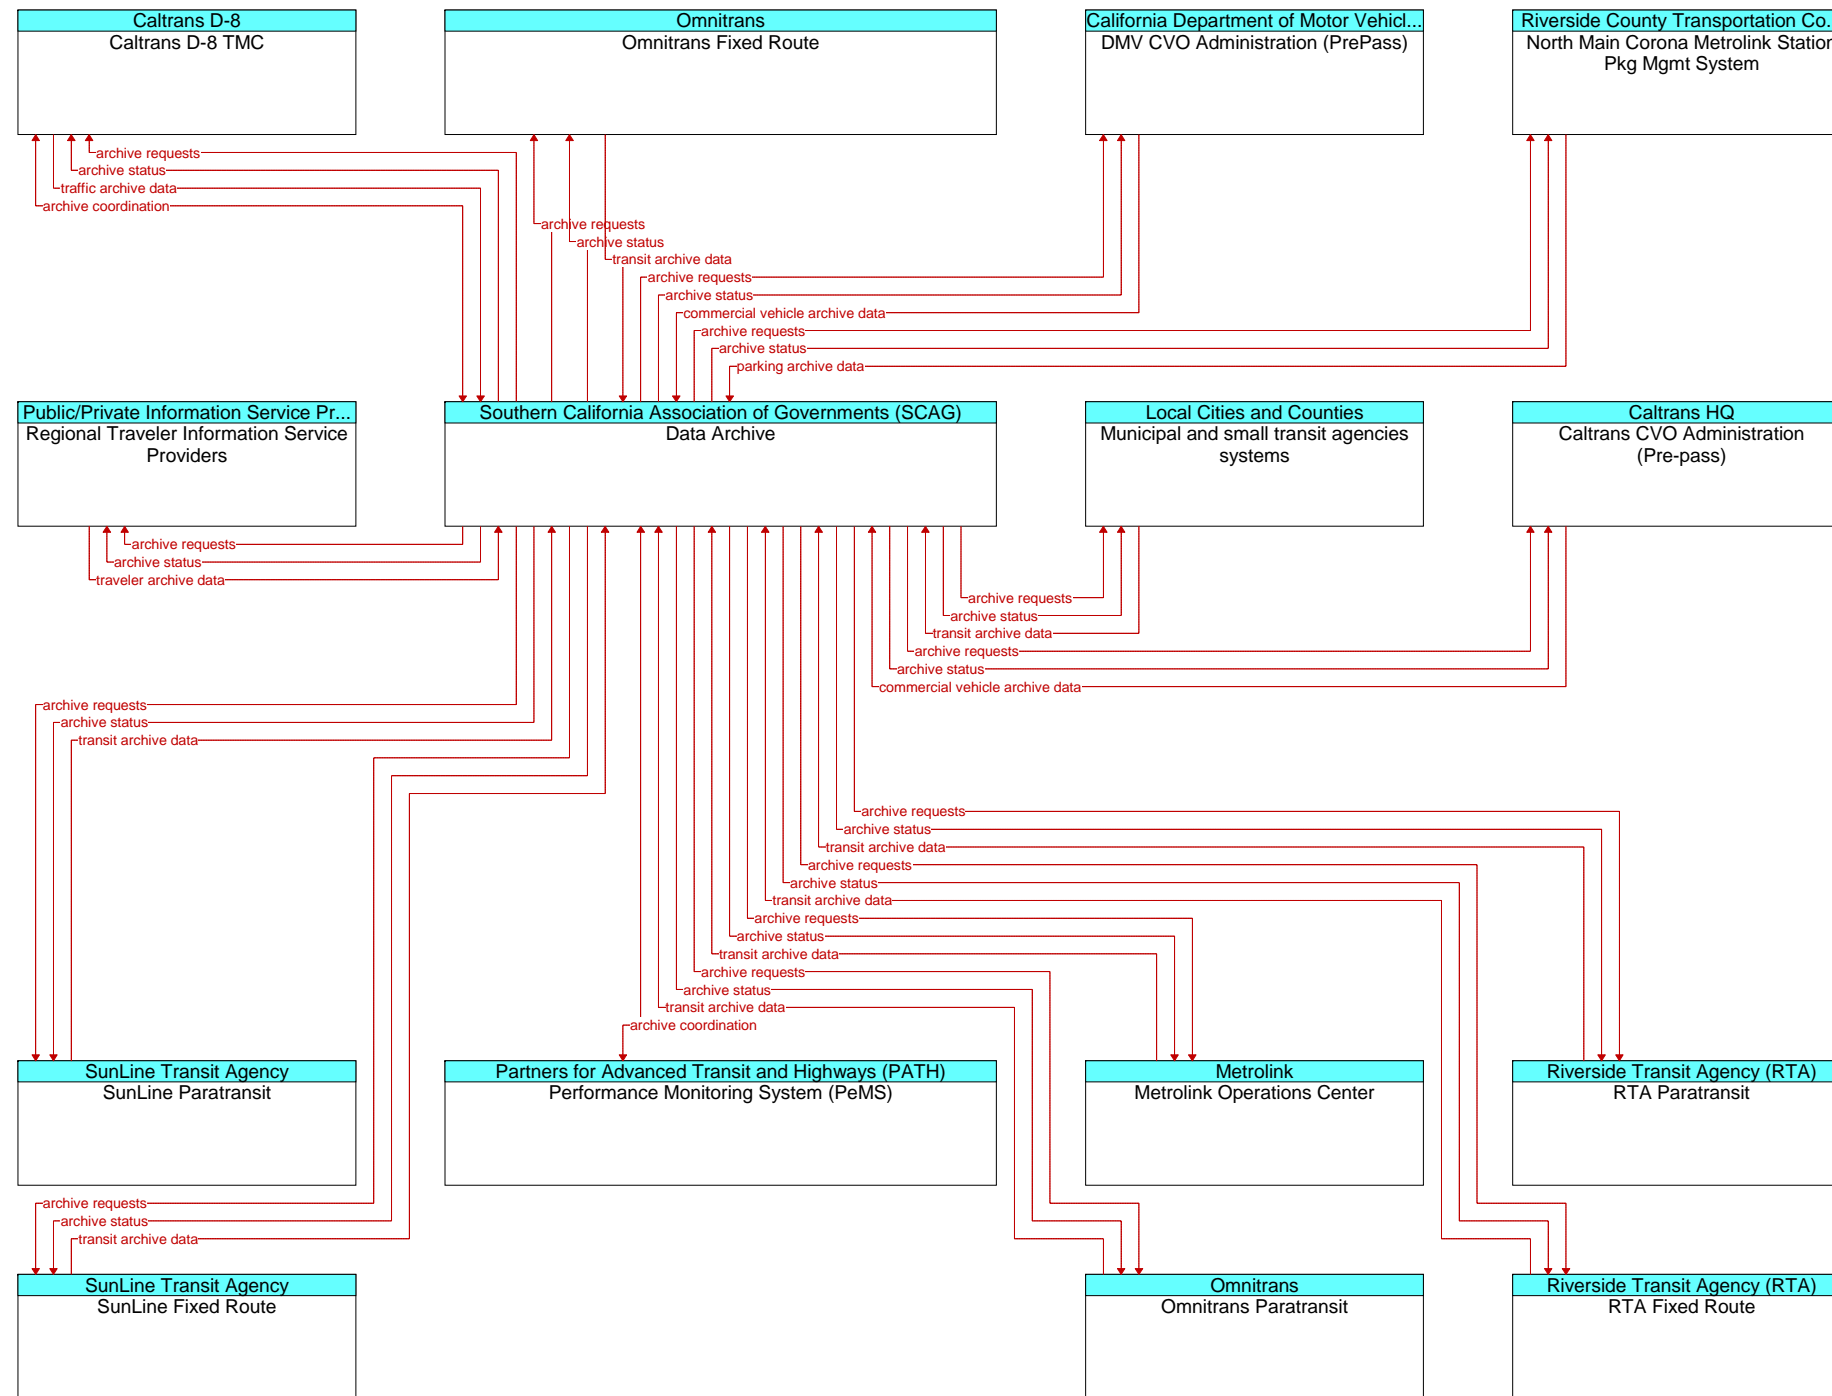 Caltrans D-8
Caltrans D-8 TMC
Omnitrans
Omnitrans Fixed Route
California Department of Motor Vehicl...
DMV CVO Administration (PrePass)
Riverside County Transportation Co...
North Main Corona Metrolink Station
Pkg Mgmt System
archive requests
archive status
traffic archive data
archive coordination
archive requests
archive status
transit archive data
archive requests
archive status
commercial vehicle archive data
archive requests
archive status
parking archive data
Public/Private Information Service Pr...
Regional Traveler Information Service
Providers
Southern California Association of Governments (SCAG)
Data Archive
Local Cities and Counties
Municipal and small transit agencies
systems
Caltrans HQ
Caltrans CVO Administration
(Pre-pass)
archive requests
archive status
traveler archive data
archive requests
archive status
transit archive data
archive requests
archive status
commercial vehicle archive data
archive requests
archive status
transit archive data
archive requests
archive status
transit archive data
archive requests
archive status
transit archive data
archive requests
archive status
transit archive data
archive requests
archive status
transit archive data
archive coordination
SunLine Transit Agency
SunLine Paratransit
Partners for Advanced Transit and Highways (PATH)
Performance Monitoring System (PeMS)
Metrolink
Metrolink Operations Center
Riverside Transit Agency (RTA)
RTA Paratransit
archive requests
archive status
transit archive data
SunLine Transit Agency
SunLine Fixed Route
Omnitrans
Omnitrans Paratransit
Riverside Transit Agency (RTA)
RTA Fixed Route